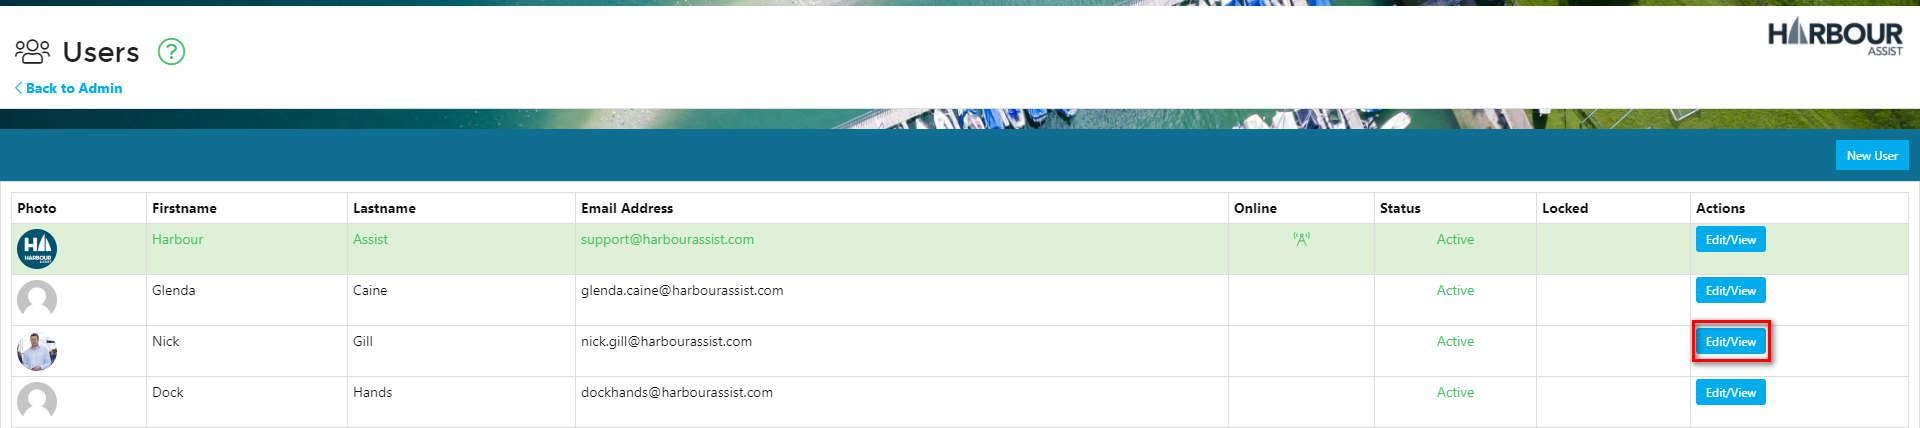 HARBOUR
ASSIST
Users ?
Back to Admin
New User
Photo Firstname Lastname Email Address Online Status Locked Actions
HA HARBOUR ASSIST Harbour Assist support@harbourassist.com Active Edit/View
Glenda Caine glenda.caine@harbourassist.com Active Edit/View
Nick Gill nick.gill@harbourassist.com Active Edit/View
Dock Hands dockhands@harbourassist.com Active Edit/View